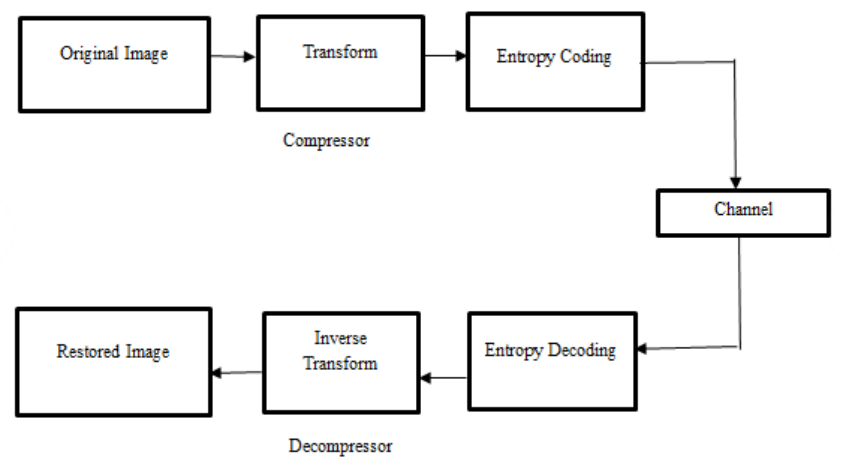 Original Image
Transform
Entropy Coding
Compressor
Channel
Restored Image
Inverse
Transform
Entropy Decoding
Decompressor